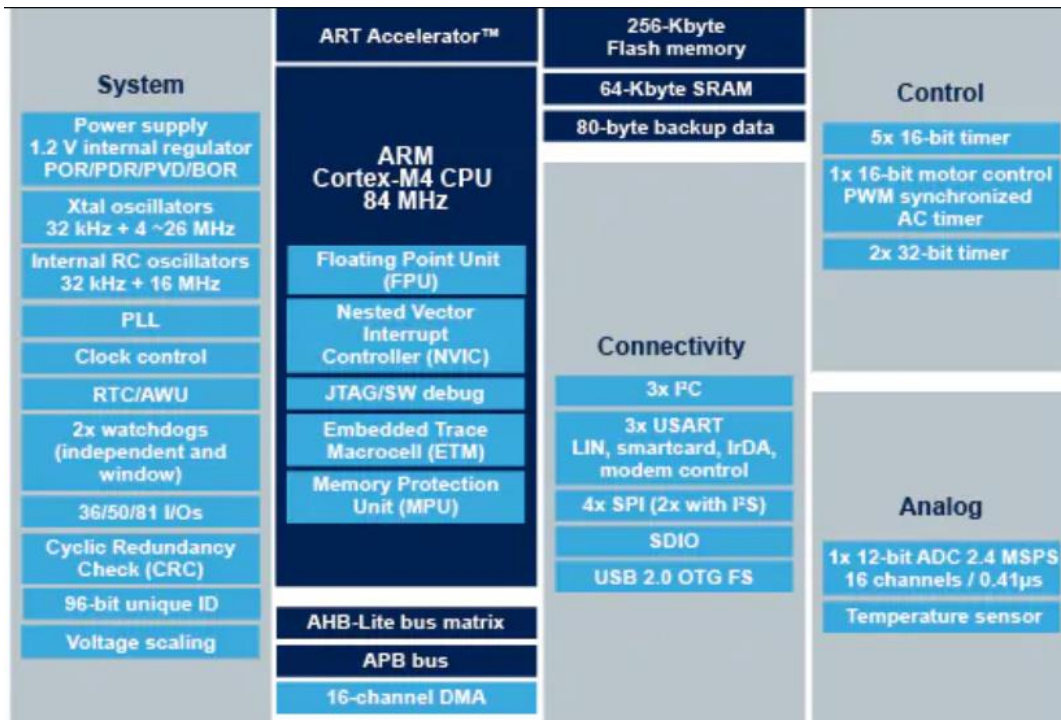 System
Power supply
1.2 V internal regulator
POR/PDR/PVD/BOR
Xtal oscillators
32 kHz + 4 ~26 MHz
Internal RC oscillators
32 kHz + 16 MHz
PLL
Clock control
RTC/AWU
2x watchdogs
(independent and
window)
36/50/81 I/Os
Cyclic Redundancy
Check (CRC)
96-bit unique ID
Voltage scaling
ART Accelerator™
ARM
Cortex-M4 CPU
84 MHz
Floating Point Unit
(FPU)
Nested Vector
Interrupt
Controller (NVIC)
JTAG/SW debug
Embedded Trace
Macrocell (ETM)
Memory Protection
Unit (MPU)
AHB-Lite bus matrix
APB bus
16-channel DMA
256-Kbyte
Flash memory
64-Kbyte SRAM
80-byte backup data
Connectivity
3x I²C
3x USART
LIN, smartcard, IrDA,
modem control
4x SPI (2x with I²S)
SDIO
USB 2.0 OTG FS
Control
5x 16-bit timer
1x 16-bit motor control
PWM synchronized
AC timer
2x 32-bit timer
Analog
1x 12-bit ADC 2.4 MSPS
16 channels / 0.41µs
Temperature sensor